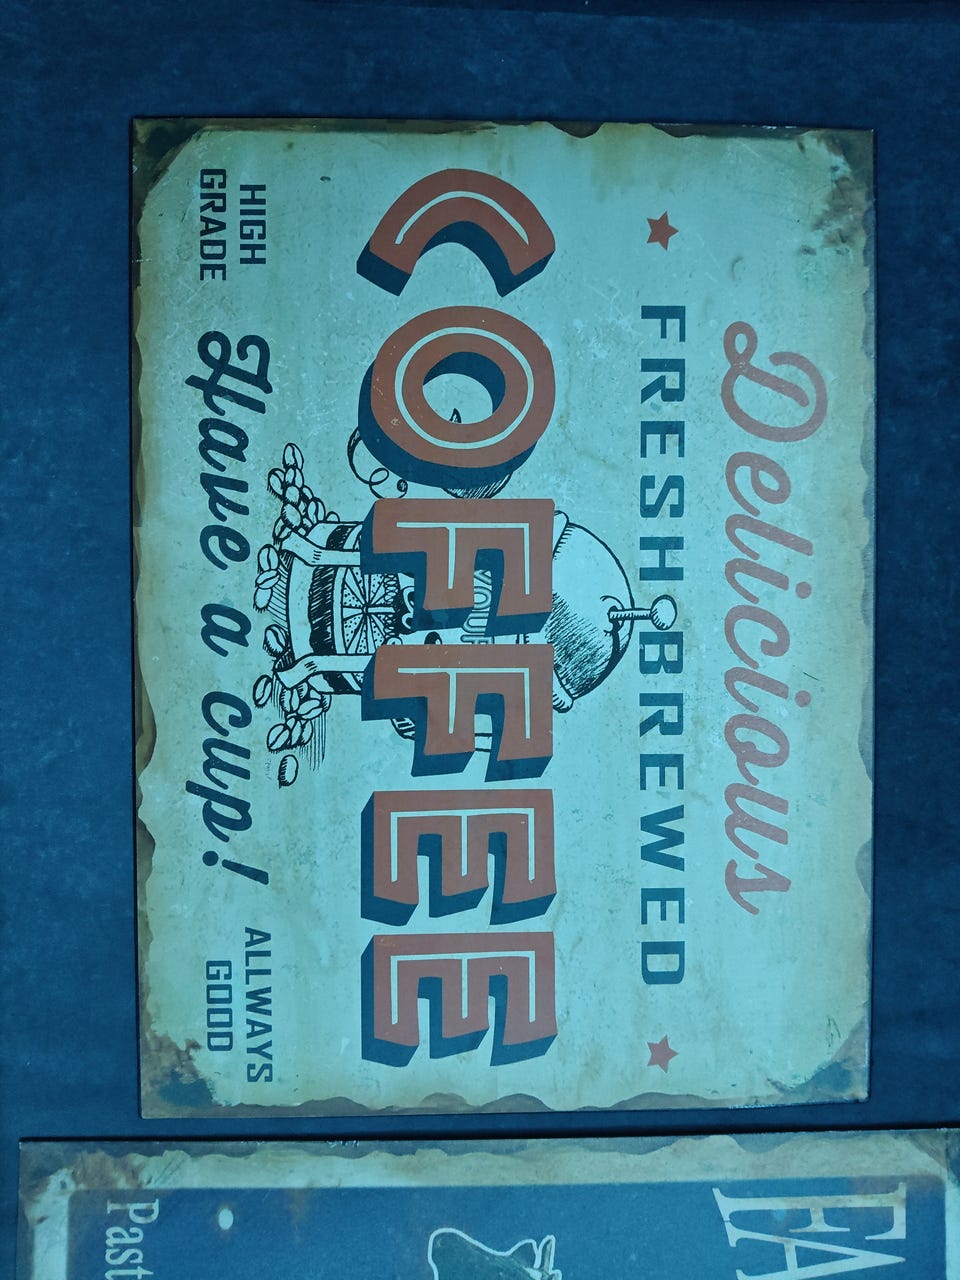 Delicious
FRESH BREWED
COFFEE
HIGH
GRADE
Have a cup!
ALLWAYS
GOOD